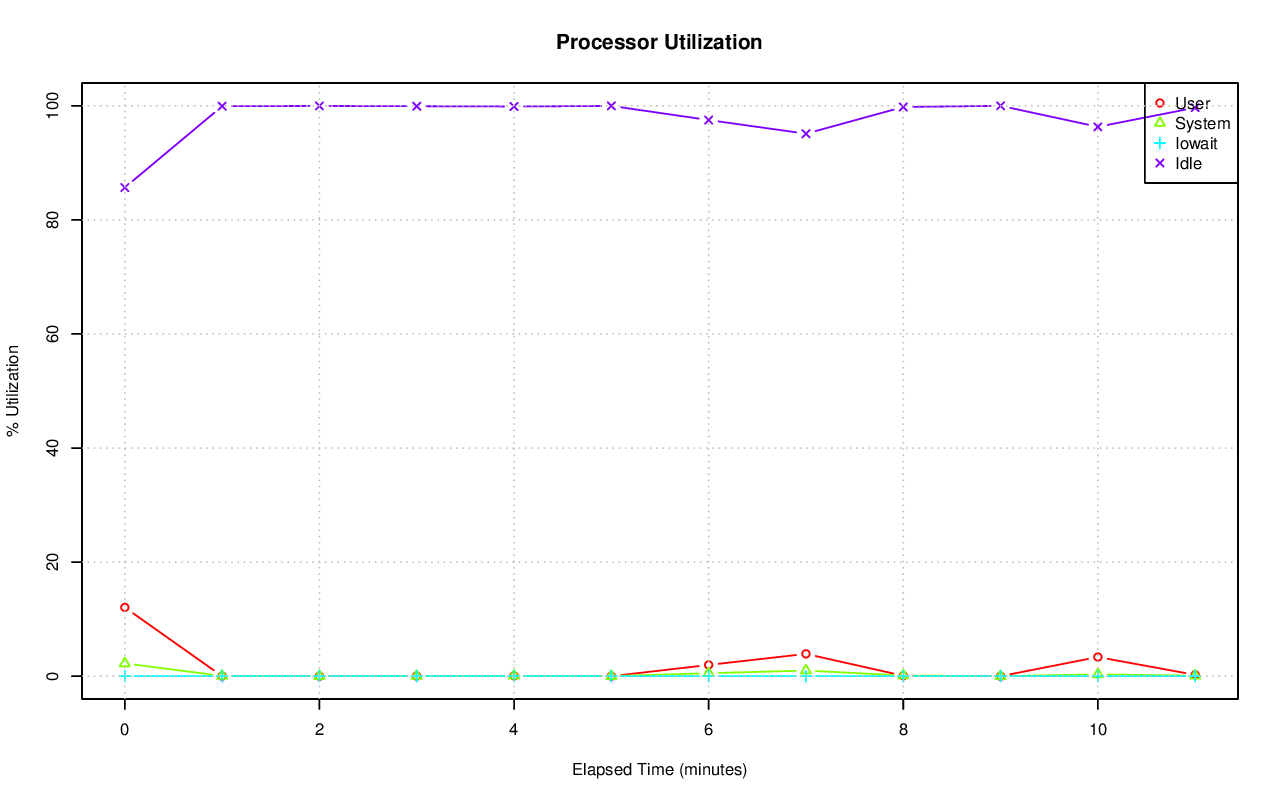 Processor Utilization
User
System
Iowait
Idle
100
80
60
40
20
0
% Utilization
0 2 4 6 8 10
Elapsed Time (minutes)